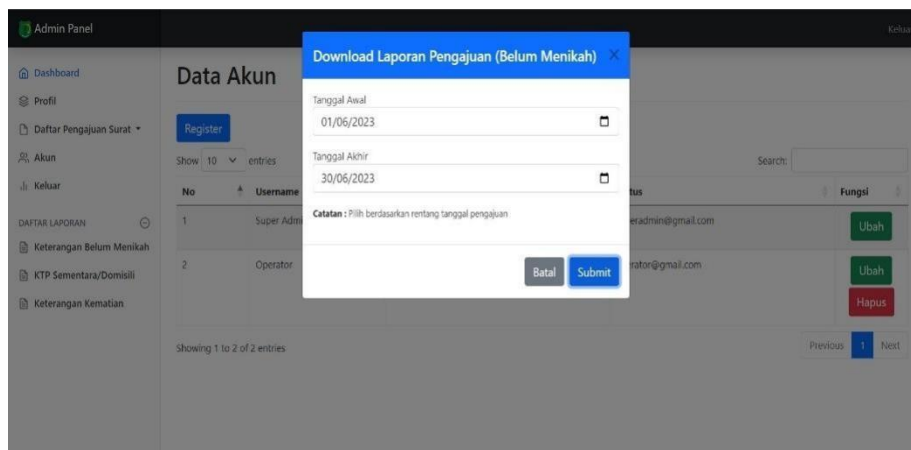 Admin Panel
Kelua
Dashboard
Profil
Daftar Pengajuan Surat
Akun
Keluar
DAFTAR LAPORAN
Keterangan Belum Menikah
KTP Sementara/Domisili
Keterangan Kematian
Data Akun
Register
Show 10 entries
Search:
No Username tus Fungsi
1 Super Admi eradmin@gmail.com Ubah
2 Operator rator@gmail.com Ubah
Hapus
Showing 1 to 2 of 2 entries
Previous 1 Next
Download Laporan Pengajuan (Belum Menikah) ×
Tanggal Awal
01/06/2023
Tanggal Akhir
30/06/2023
Catatan : Pilih berdasarkan rentang tanggal pengajuan
Batal Submit